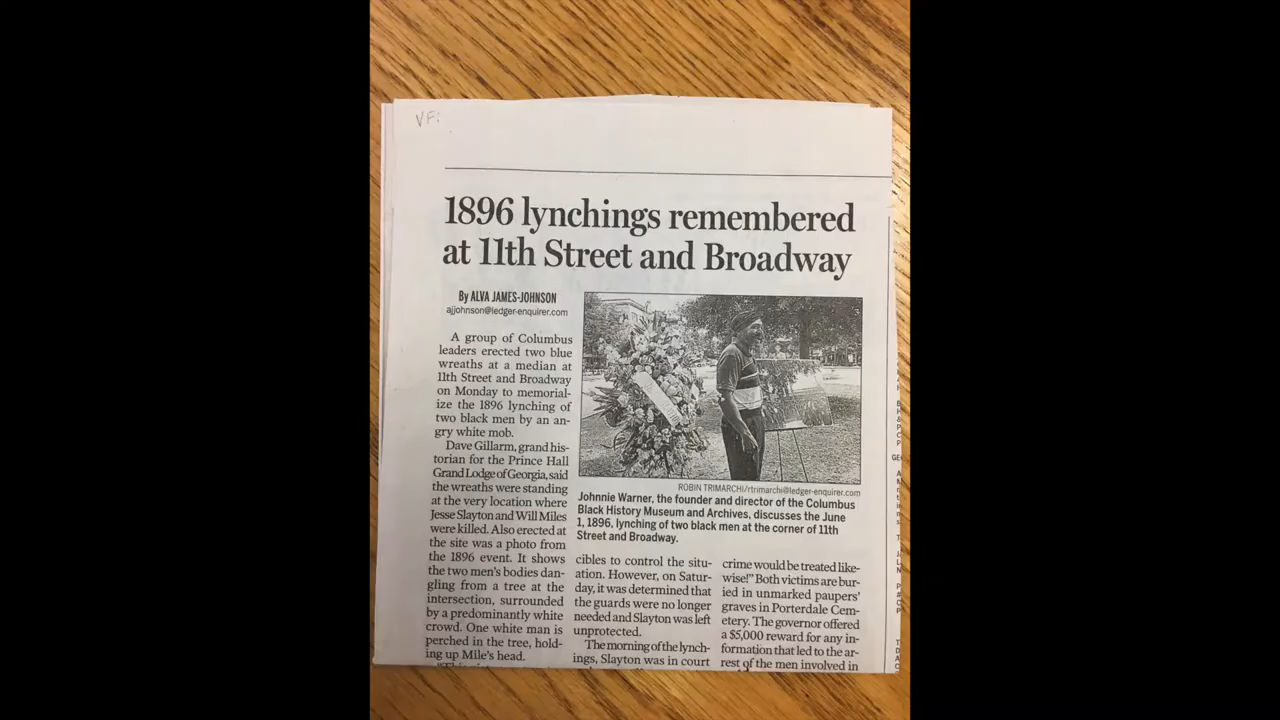 VF:
1896 lynchings remembered
at 11th Street and Broadway
By ALVA JAMES-JOHNSON
ajjohnson@ledger-enquirer.com
A group of Columbus
leaders erected two blue
wreaths at a median at
11th Street and Broadway
on Monday to memorial-
ize the 1896 lynching of
two black men by an an-
gry white mob.
Dave Gillarm, grand his-
torian for the Prince Hall
Grand Lodge of Georgia, said
the wreaths were standing
at the very location where
Jesse Slayton and Will Miles
were killed. Also erected at
the site was a photo from
the 1896 event. It shows
the two men's bodies dan-
gling from a tree at the
intersection, surrounded
by a predominantly white
crowd. One white man is
perched in the tree, hold-
ing up Mile's head.
ROBIN TRIMARCHI/rtrimarchi@ledger-enquirer.com
Johnnie Warner, the founder and director of the Columbus
Black History Museum and Archives, discusses the June
1, 1896, lynching of two black men at the corner of 11th
Street and Broadway.
cibles to control the situ-
ation. However, on Satur-
day, it was determined that
the guards were no longer
needed and Slayton was left
unprotected.
The morning of the lynch-
ings, Slayton was in court
crime would be treated like-
wise!" Both victims are bur-
ied in unmarked paupers'
graves in Porterdale Cem-
etery. The governor offered
a $5,000 reward for any in-
formation that led to the ar-
rest of the men involved in